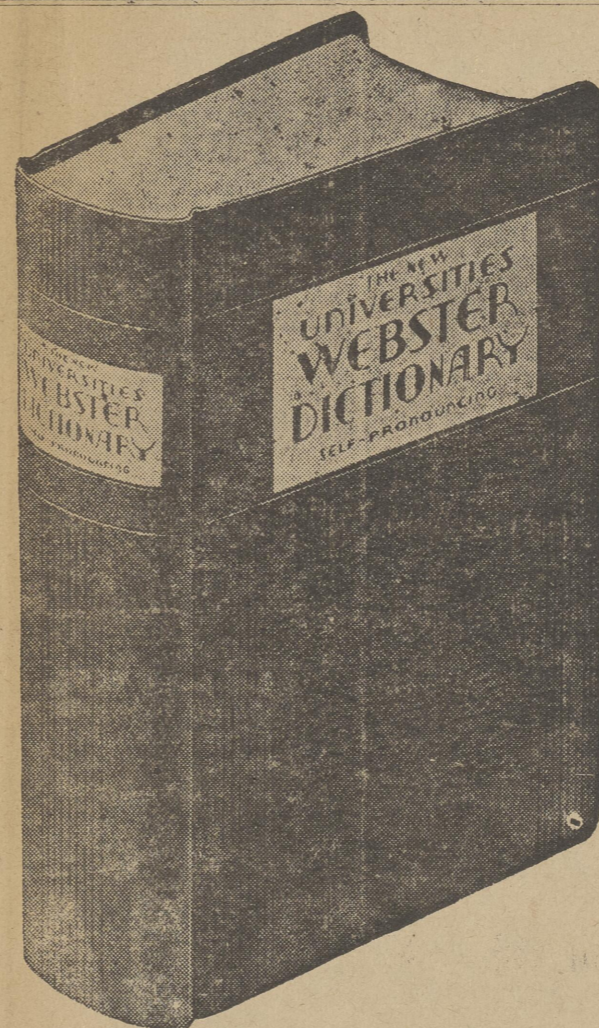 THE NEW
UNIVERSITIES
WEBSTER
DICTIONARY
SELF-PRONOUNCING
THE NEW
UNIVERSITIES
WEBSTER
DICTIONARY
SELF-PRONOUNCING